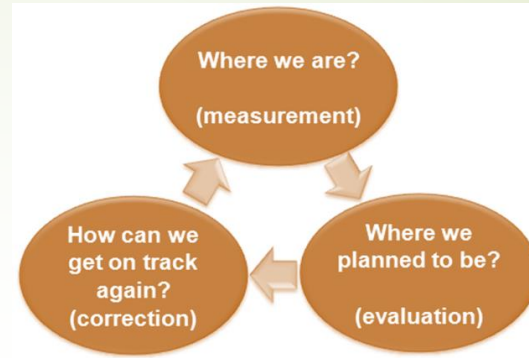 Where we are?
(measurement)
Where we
planned to be?
(evaluation)
How can we
get on track
again?
(correction)